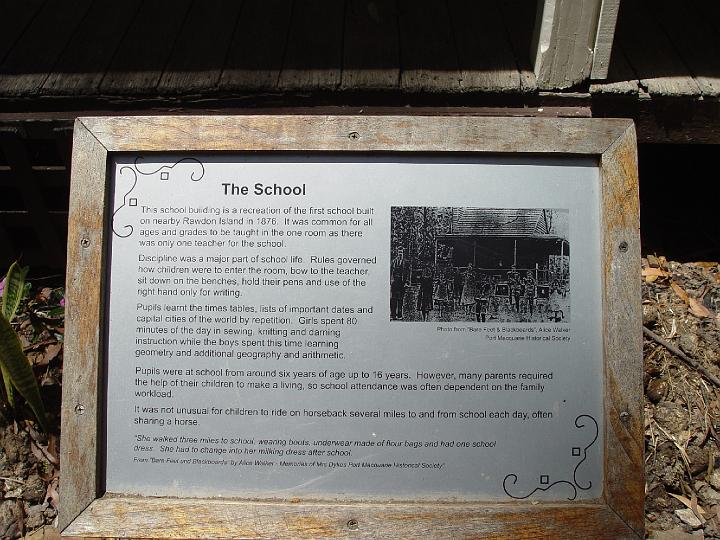 The School
This school building is a recreation of the first school built
on nearby Rawdon Island in 1876. It was common for all
ages and grades to be taught in the one room as there
was only one teacher for the school.
Discipline was a major part of school life. Rules governed
how children were to enter the room, bow to the teacher,
sit down on the benches, hold their pens and use of the
right hand only for writing.
Pupils learnt the times tables, lists of important dates and
capital cities of the world by repetition. Girls spent 80
minutes of the day in sewing, knitting and darning
instruction while the boys spent this time learning
geometry and additional geography and arithmetic.
Photo from "Bare Feet & Blackboards", Alice Walker
Port Macquarie Historical Society
Pupils were at school from around six years of age up to 16 years. However, many parents required
the help of their children to make a living, so school attendance was often dependent on the family
workload.
It was not unusual for children to ride on horseback several miles to and from school each day, often
sharing a horse.
"She walked three miles to school, wearing boots, underwear made of flour bags and had one school
dress. She had to change into her milking dress after school.
From "Bare Feet and Blackboards" by Alice Walker - Memories of Mrs Dykes Port Macquarie Historical Society"